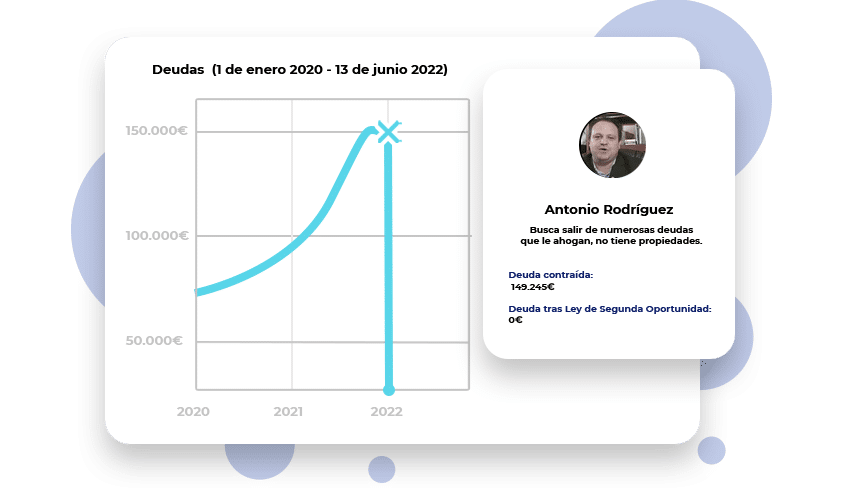 Deudas (1 de enero 2020 - 13 de junio 2022)
150.000€
100.000€
50.000€
2020 2021 2022
Antonio Rodríguez
Busca salir de numerosas deudas
que le ahogan, no tiene propiedades.
Deuda contraída:
149.245€
Deuda tras Ley de Segunda Oportunidad:
0€